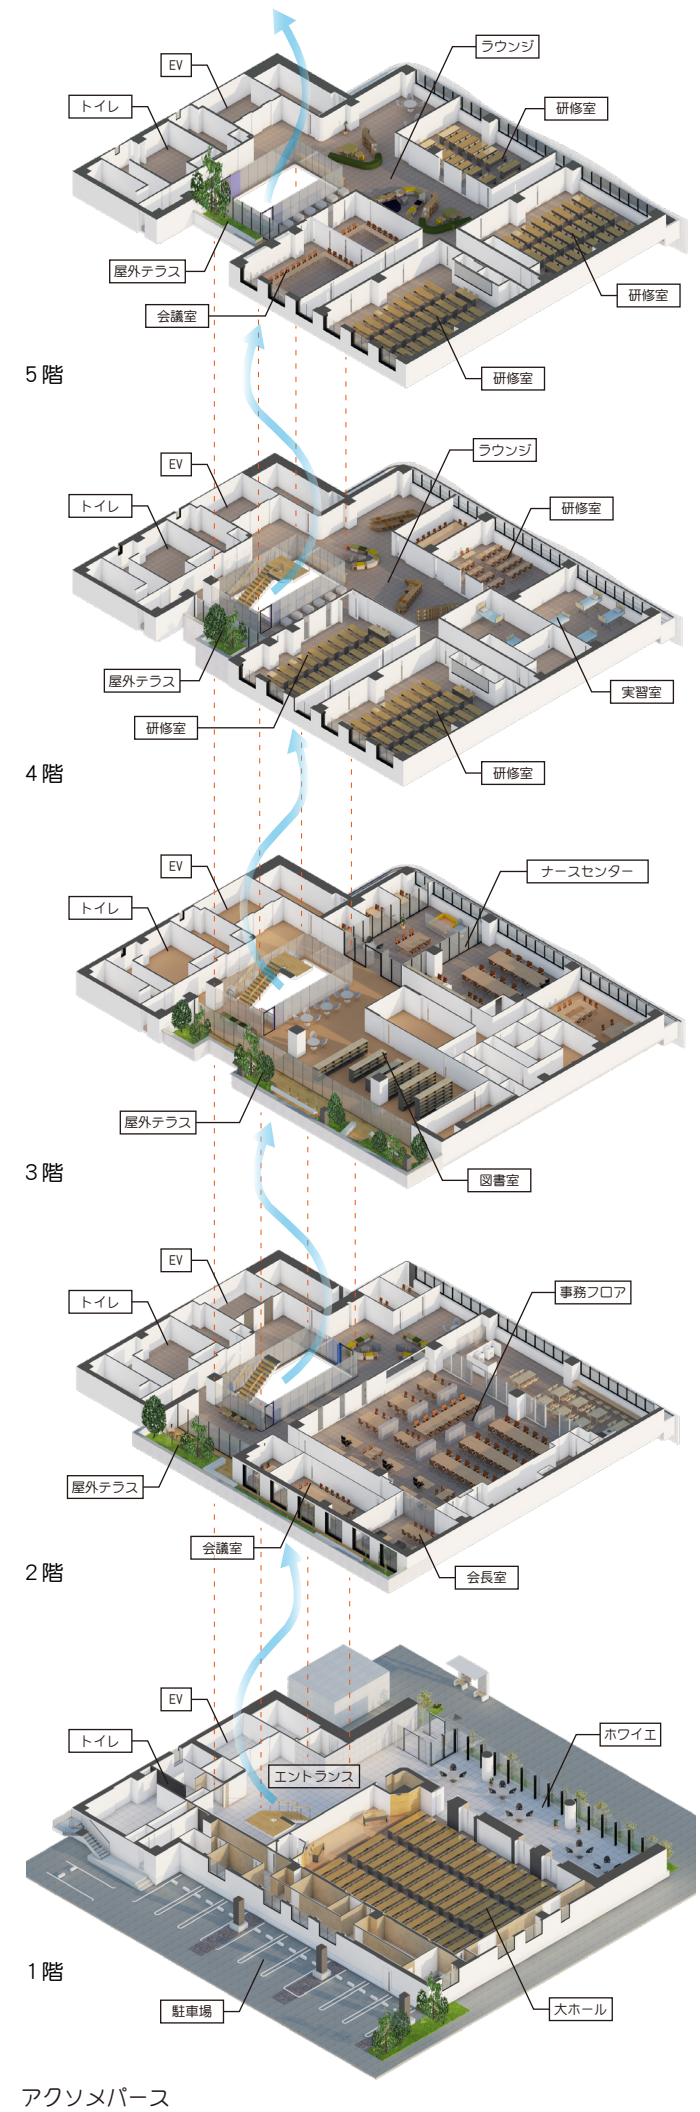 ラウンジ
EV
トイレ
研修室
屋外テラス
研修室
会議室
研修室
5階
ラウンジ
EV
トイレ
研修室
屋外テラス
実習室
研修室
研修室
4階
EV
ナースセンター
トイレ
屋外テラス
図書室
3階
EV
事務フロア
トイレ
屋外テラス
会議室
会長室
2階
EV
ホワイエ
トイレ
エントランス
1階
駐車場
大ホール
アクソメパース